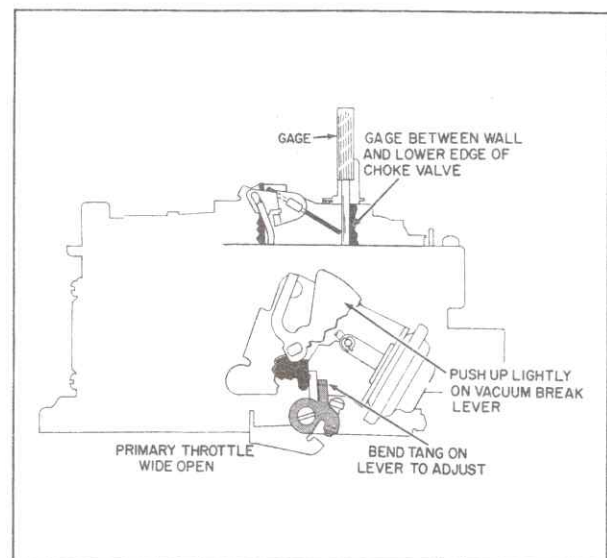 GAGE
GAGE BETWEEN WALL
AND LOWER EDGE OF
CHOKE VALVE
PUSH UP LIGHTLY
ON VACUUM BREAK
LEVER
PRIMARY THROTTLE
WIDE OPEN
BEND TANG ON
LEVER TO ADJUST